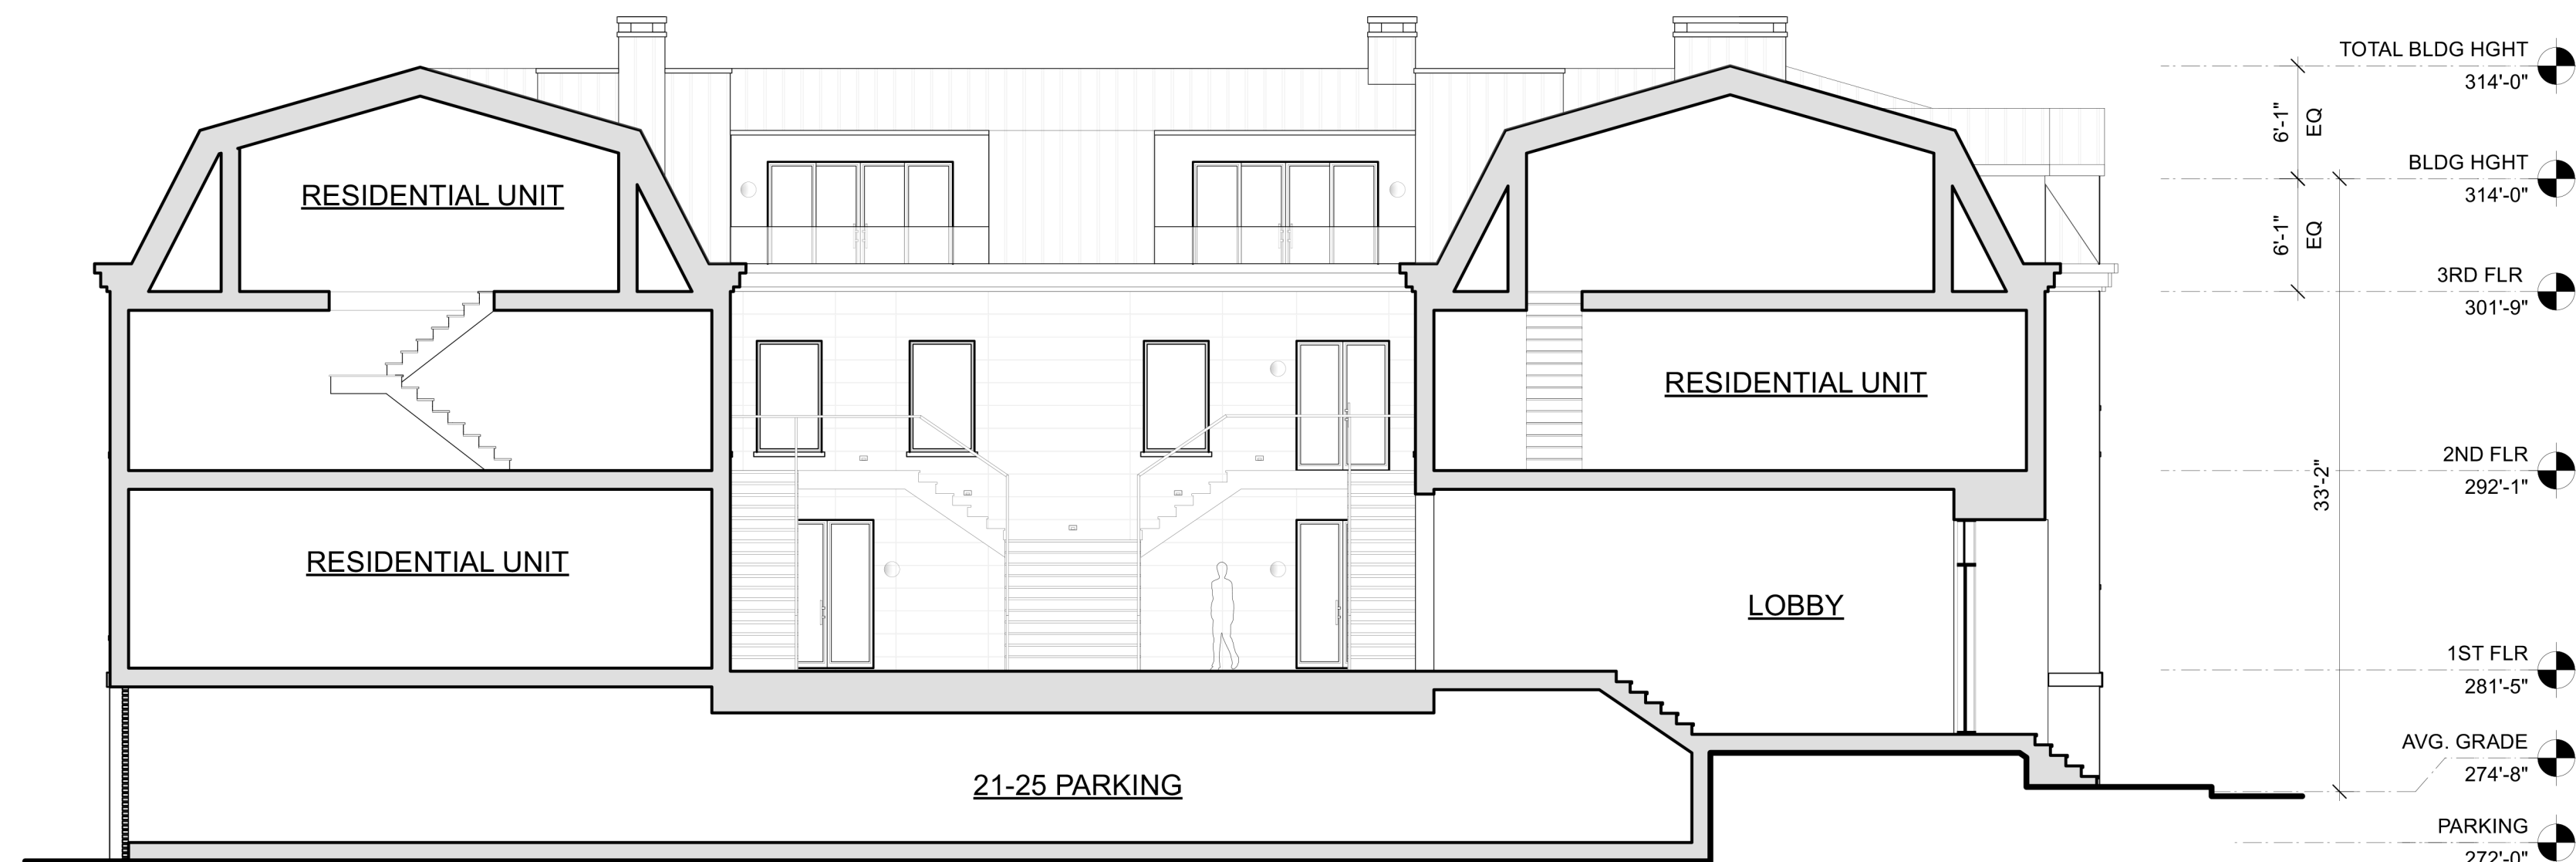 TOTAL BLDG HGHT
314'-0"
6'-1"
EQ
BLDG HGHT
314'-0"
RESIDENTIAL UNIT
6'-1"
EQ
3RD FLR
301'-9"
RESIDENTIAL UNIT
2ND FLR
292'-1"
33'-2"
RESIDENTIAL UNIT
LOBBY
1ST FLR
281'-5"
AVG. GRADE
274'-8"
21-25 PARKING
PARKING
272'-0"